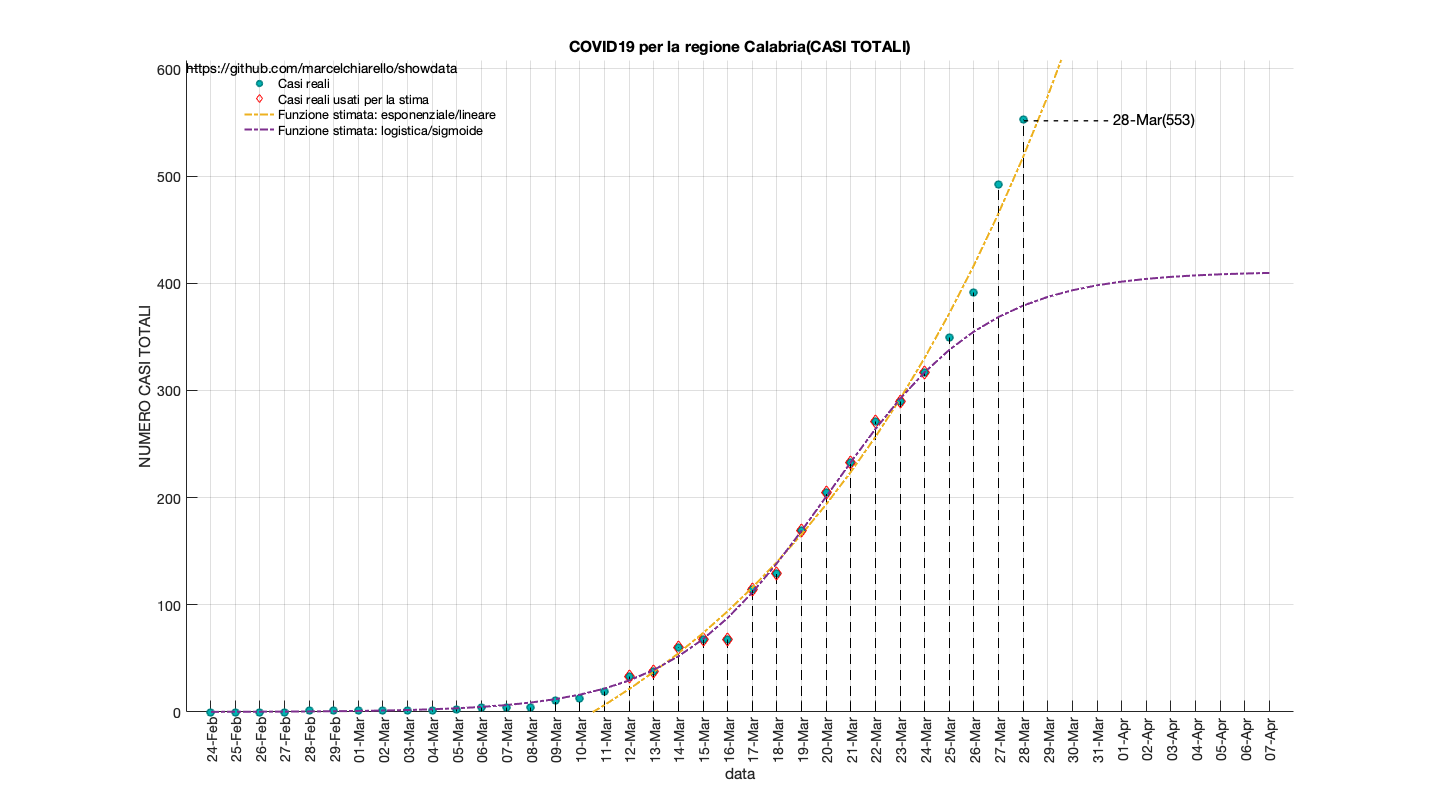 COVID19 per la regione Calabria(CASI TOTALI)
https://github.com/marcelchiarello/showdata
Casi reali
Casi reali usati per la stima
Funzione stimata: esponenziale/lineare
Funzione stimata: logistica/sigmoide
28-Mar(553)
NUMERO CASI TOTALI
600
500
400
300
200
100
0
24-Feb
25-Feb
26-Feb
27-Feb
28-Feb
29-Feb
01-Mar
02-Mar
03-Mar
04-Mar
05-Mar
06-Mar
07-Mar
08-Mar
09-Mar
10-Mar
11-Mar
12-Mar
13-Mar
14-Mar
15-Mar
16-Mar
17-Mar
18-Mar
19-Mar
20-Mar
21-Mar
22-Mar
23-Mar
24-Mar
25-Mar
26-Mar
27-Mar
28-Mar
29-Mar
30-Mar
31-Mar
01-Apr
02-Apr
03-Apr
04-Apr
05-Apr
06-Apr
07-Apr
data